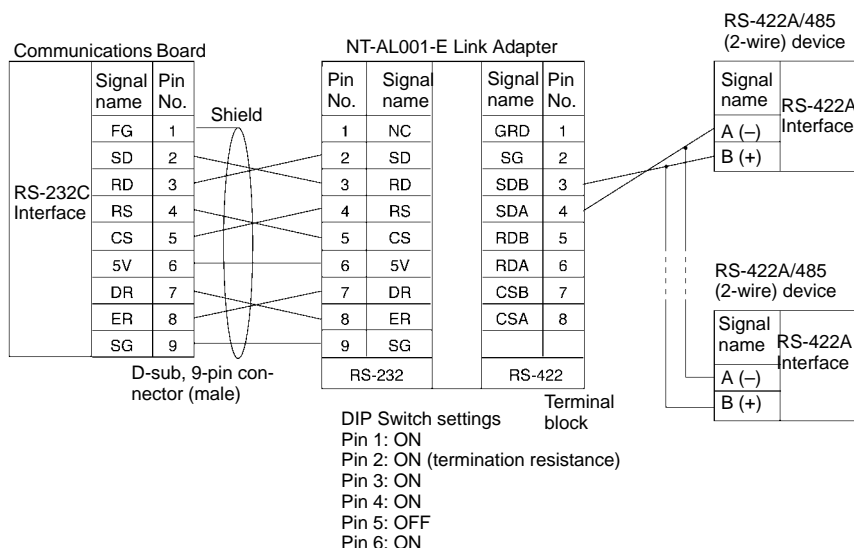 RS-422A/485
(2-wire) device
Communications Board
NT-AL001-E Link Adapter
Signal name Pin No.
FG 1
SD 2
RD 3
RS 4
CS 5
5V 6
DR 7
ER 8
SG 9
RS-232C
Interface
Shield
D-sub, 9-pin con-
nector (male)
Pin No. Signal name
1 NC
2 SD
3 RD
4 RS
5 CS
6 5V
7 DR
8 ER
9 SG
RS-232
Signal name Pin No.
GRD 1
SG 2
SDB 3
SDA 4
RDB 5
RDA 6
CSB 7
CSA 8
RS-422
Terminal
block
Signal
name
A (–)
B (+)
RS-422A
Interface
RS-422A/485
(2-wire) device
Signal
name
A (–)
B (+)
RS-422A
Interface
DIP Switch settings
Pin 1: ON
Pin 2: ON (termination resistance)
Pin 3: ON
Pin 4: ON
Pin 5: OFF
Pin 6: ON